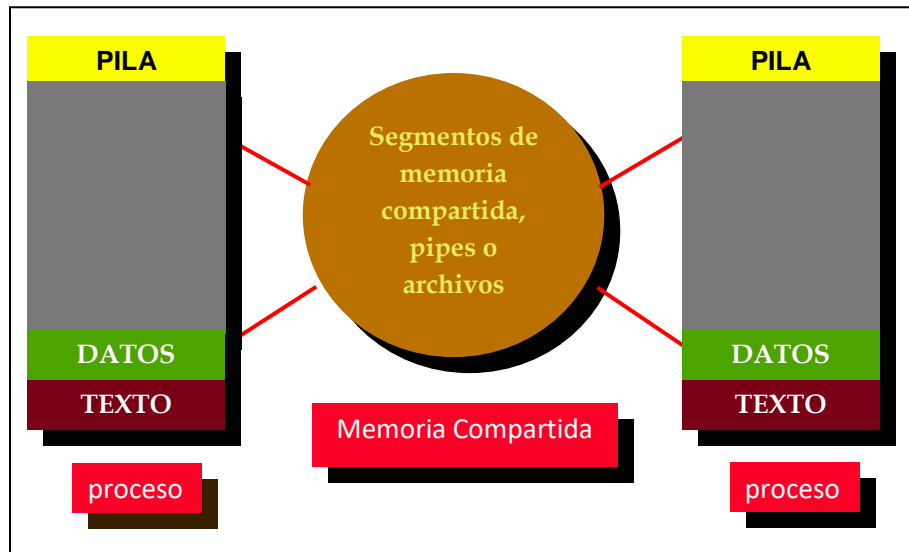 PILA
DATOS
TEXTO
proceso
Segmentos de
memoria
compartida,
pipes o
archivos
Memoria Compartida
PILA
DATOS
TEXTO
proceso